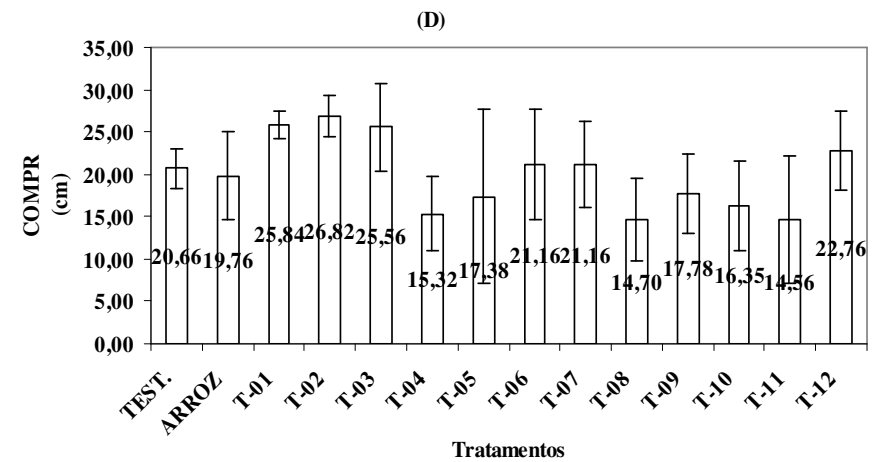 (D)
35,00
30,00
25,00
20,00
15,00
10,00
5,00
0,00
COMPR
(cm)
20,66 19,76 25,84 26,82 25,56 15,32 17,38 21,16 21,16 14,70 17,78 16,35 14,56 22,76
TEST. ARROZ T-01 T-02 T-03 T-04 T-05 T-06 T-07 T-08 T-09 T-10 T-11 T-12
Tratamentos